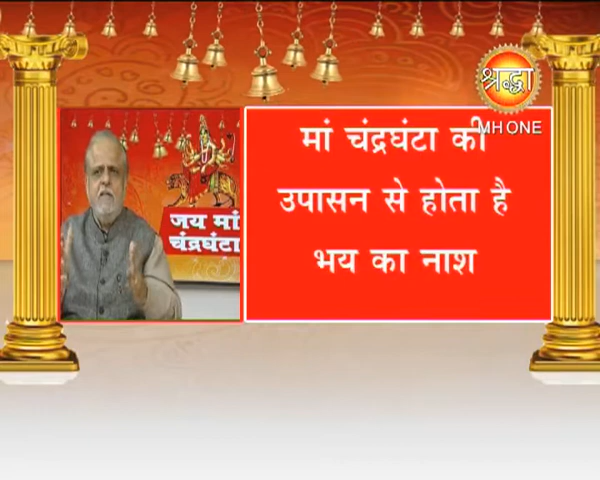 श्रद्धा
MH ONE
मां चंद्रघंटा की
उपासन से होता है
भय का नाश
जय मां
चंद्रघंटा